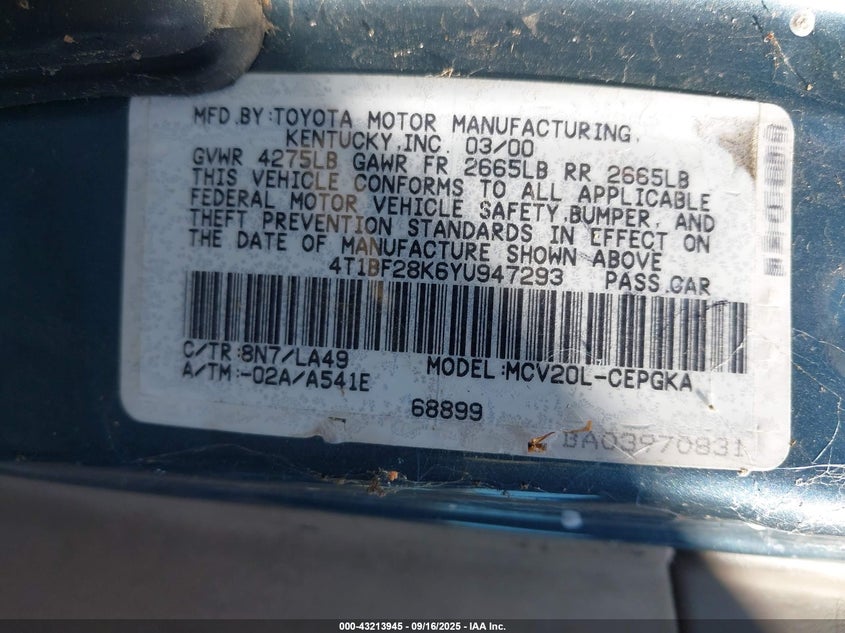 MFD.BY:TOYOTA MOTOR MANUFACTURING,
KENTUCKY,INC. 03/00
GVWR 4275LB GAWR FR 2665LB RR 2665LB
THIS VEHICLE CONFORMS TO ALL APPLICABLE
FEDERAL MOTOR VEHICLE SAFETY,BUMPER, AND
THEFT PREVENTION STANDARDS IN EFFECT ON
THE DATE OF MANUFACTURE SHOWN ABOVE
4T1BF28K6YU947293 PASS.CAR
C/TR:8N7/LA49 MODEL:MCV20L-CEPGKA
A/TM:-02A/A541E
68899
BA03970831
000-43213945 - 09/16/2025 - IAA Inc.